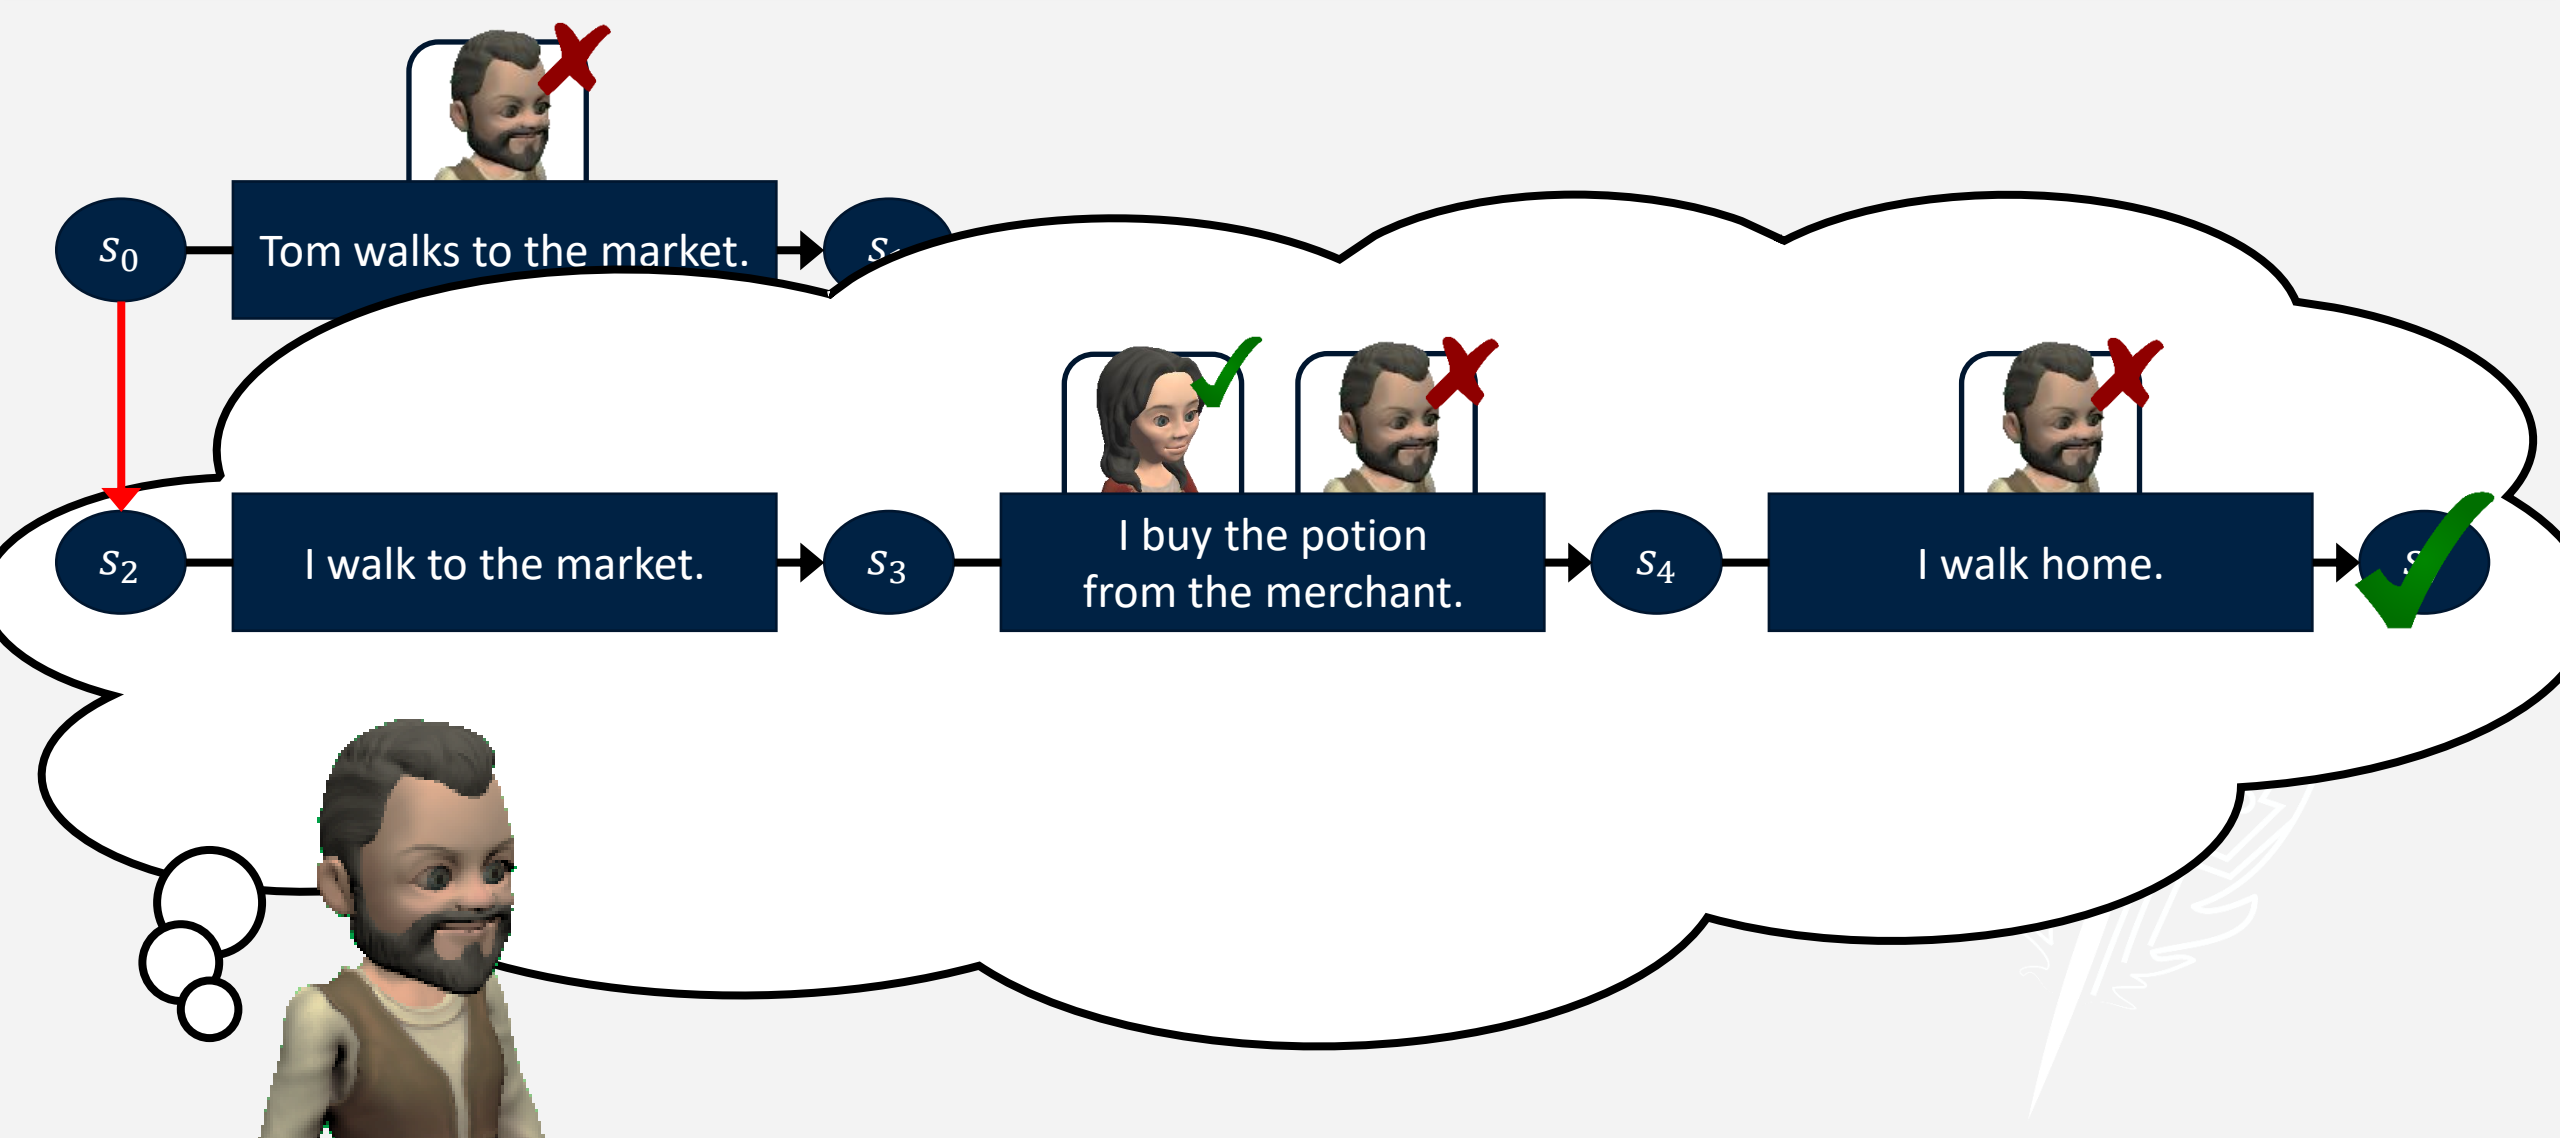 s0
Tom walks to the market.
s
s2
I walk to the market.
s3
I buy the potion
from the merchant.
s4
I walk home.
s